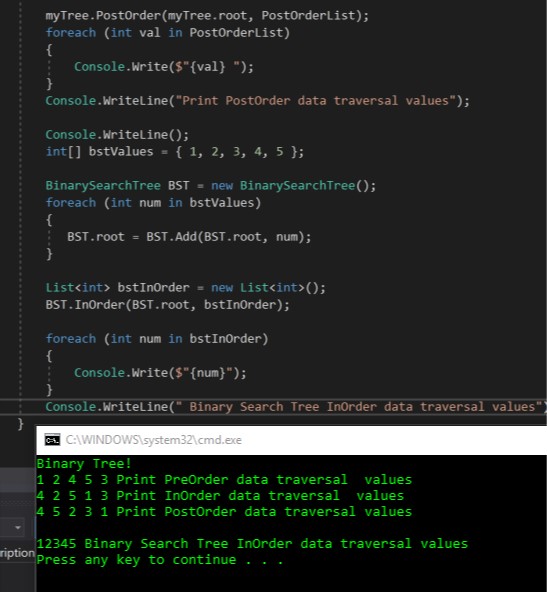 myTree.PostOrder(myTree.root, PostOrderList);
foreach (int val in PostOrderList)
{
Console.Write($"{val} ");
}
Console.WriteLine("Print PostOrder data traversal values");
Console.WriteLine();
int[] bstValues = { 1, 2, 3, 4, 5 };
BinarySearchTree BST = new BinarySearchTree();
foreach (int num in bstValues)
{
BST.root = BST.Add(BST.root, num);
}
List<int> bstInOrder = new List<int>();
BST.InOrder(BST.root, bstInOrder);
foreach (int num in bstInOrder)
{
Console.Write($"{num}");
}
Console.WriteLine(" Binary Search Tree InOrder data traversal values")
}
C:\WINDOWS\system32\cmd.exe
Binary Tree!
1 2 4 5 3 Print PreOrder data traversal  values
4 2 5 1 3 Print InOrder data traversal  values
4 5 2 3 1 Print PostOrder data traversal values
12345 Binary Search Tree InOrder data traversal values
Press any key to continue . . .
ription